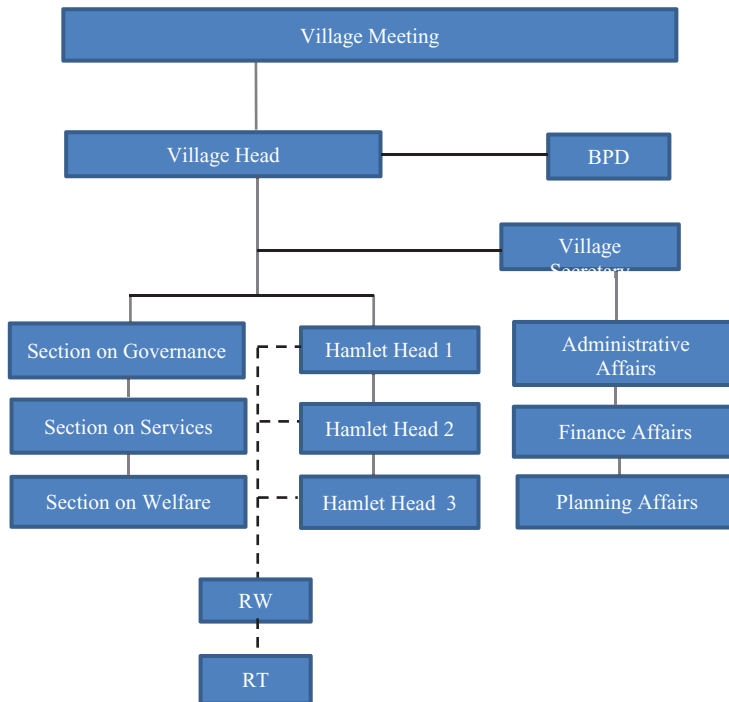 Village Meeting
Village Head
BPD
Village
Secretary
Section on Governance
Hamlet Head 1
Administrative
Affairs
Section on Services
Hamlet Head 2
Finance Affairs
Section on Welfare
Hamlet Head 3
Planning Affairs
RW
RT